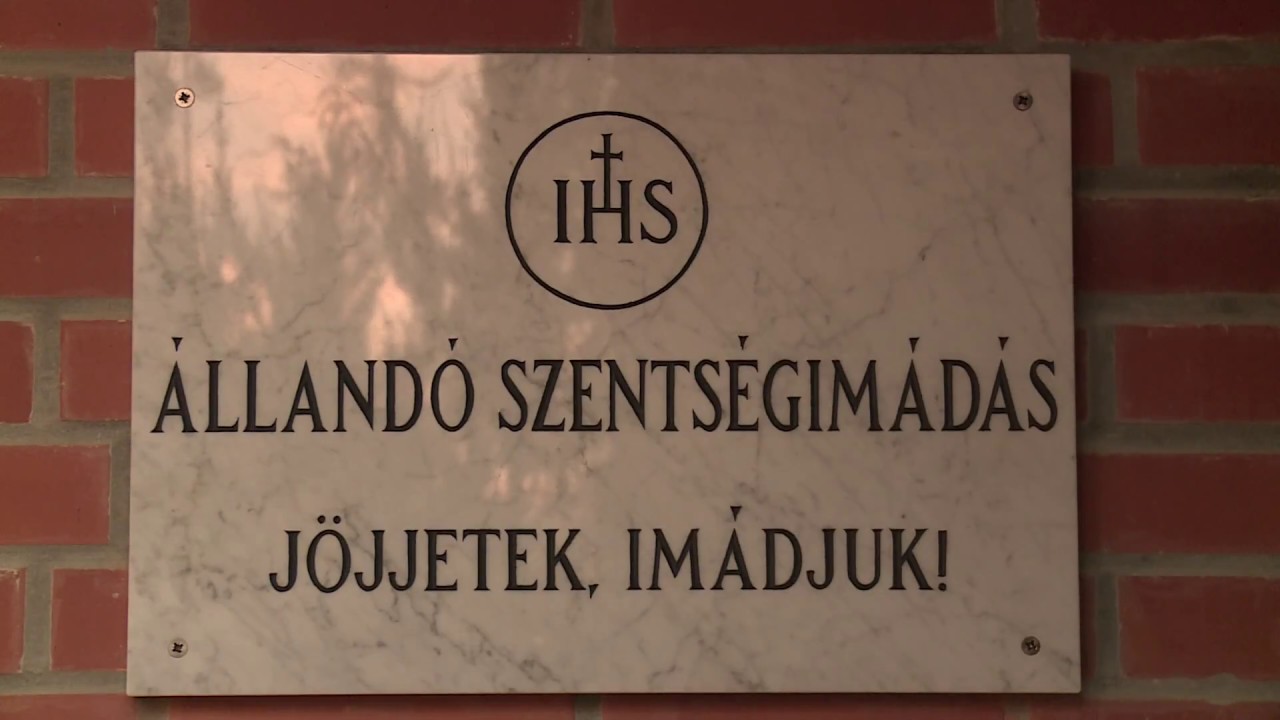 IHS
ÁLLANDÓ SZENTSÉGIMÁDÁS
JÖJJETEK, IMÁDJUK!